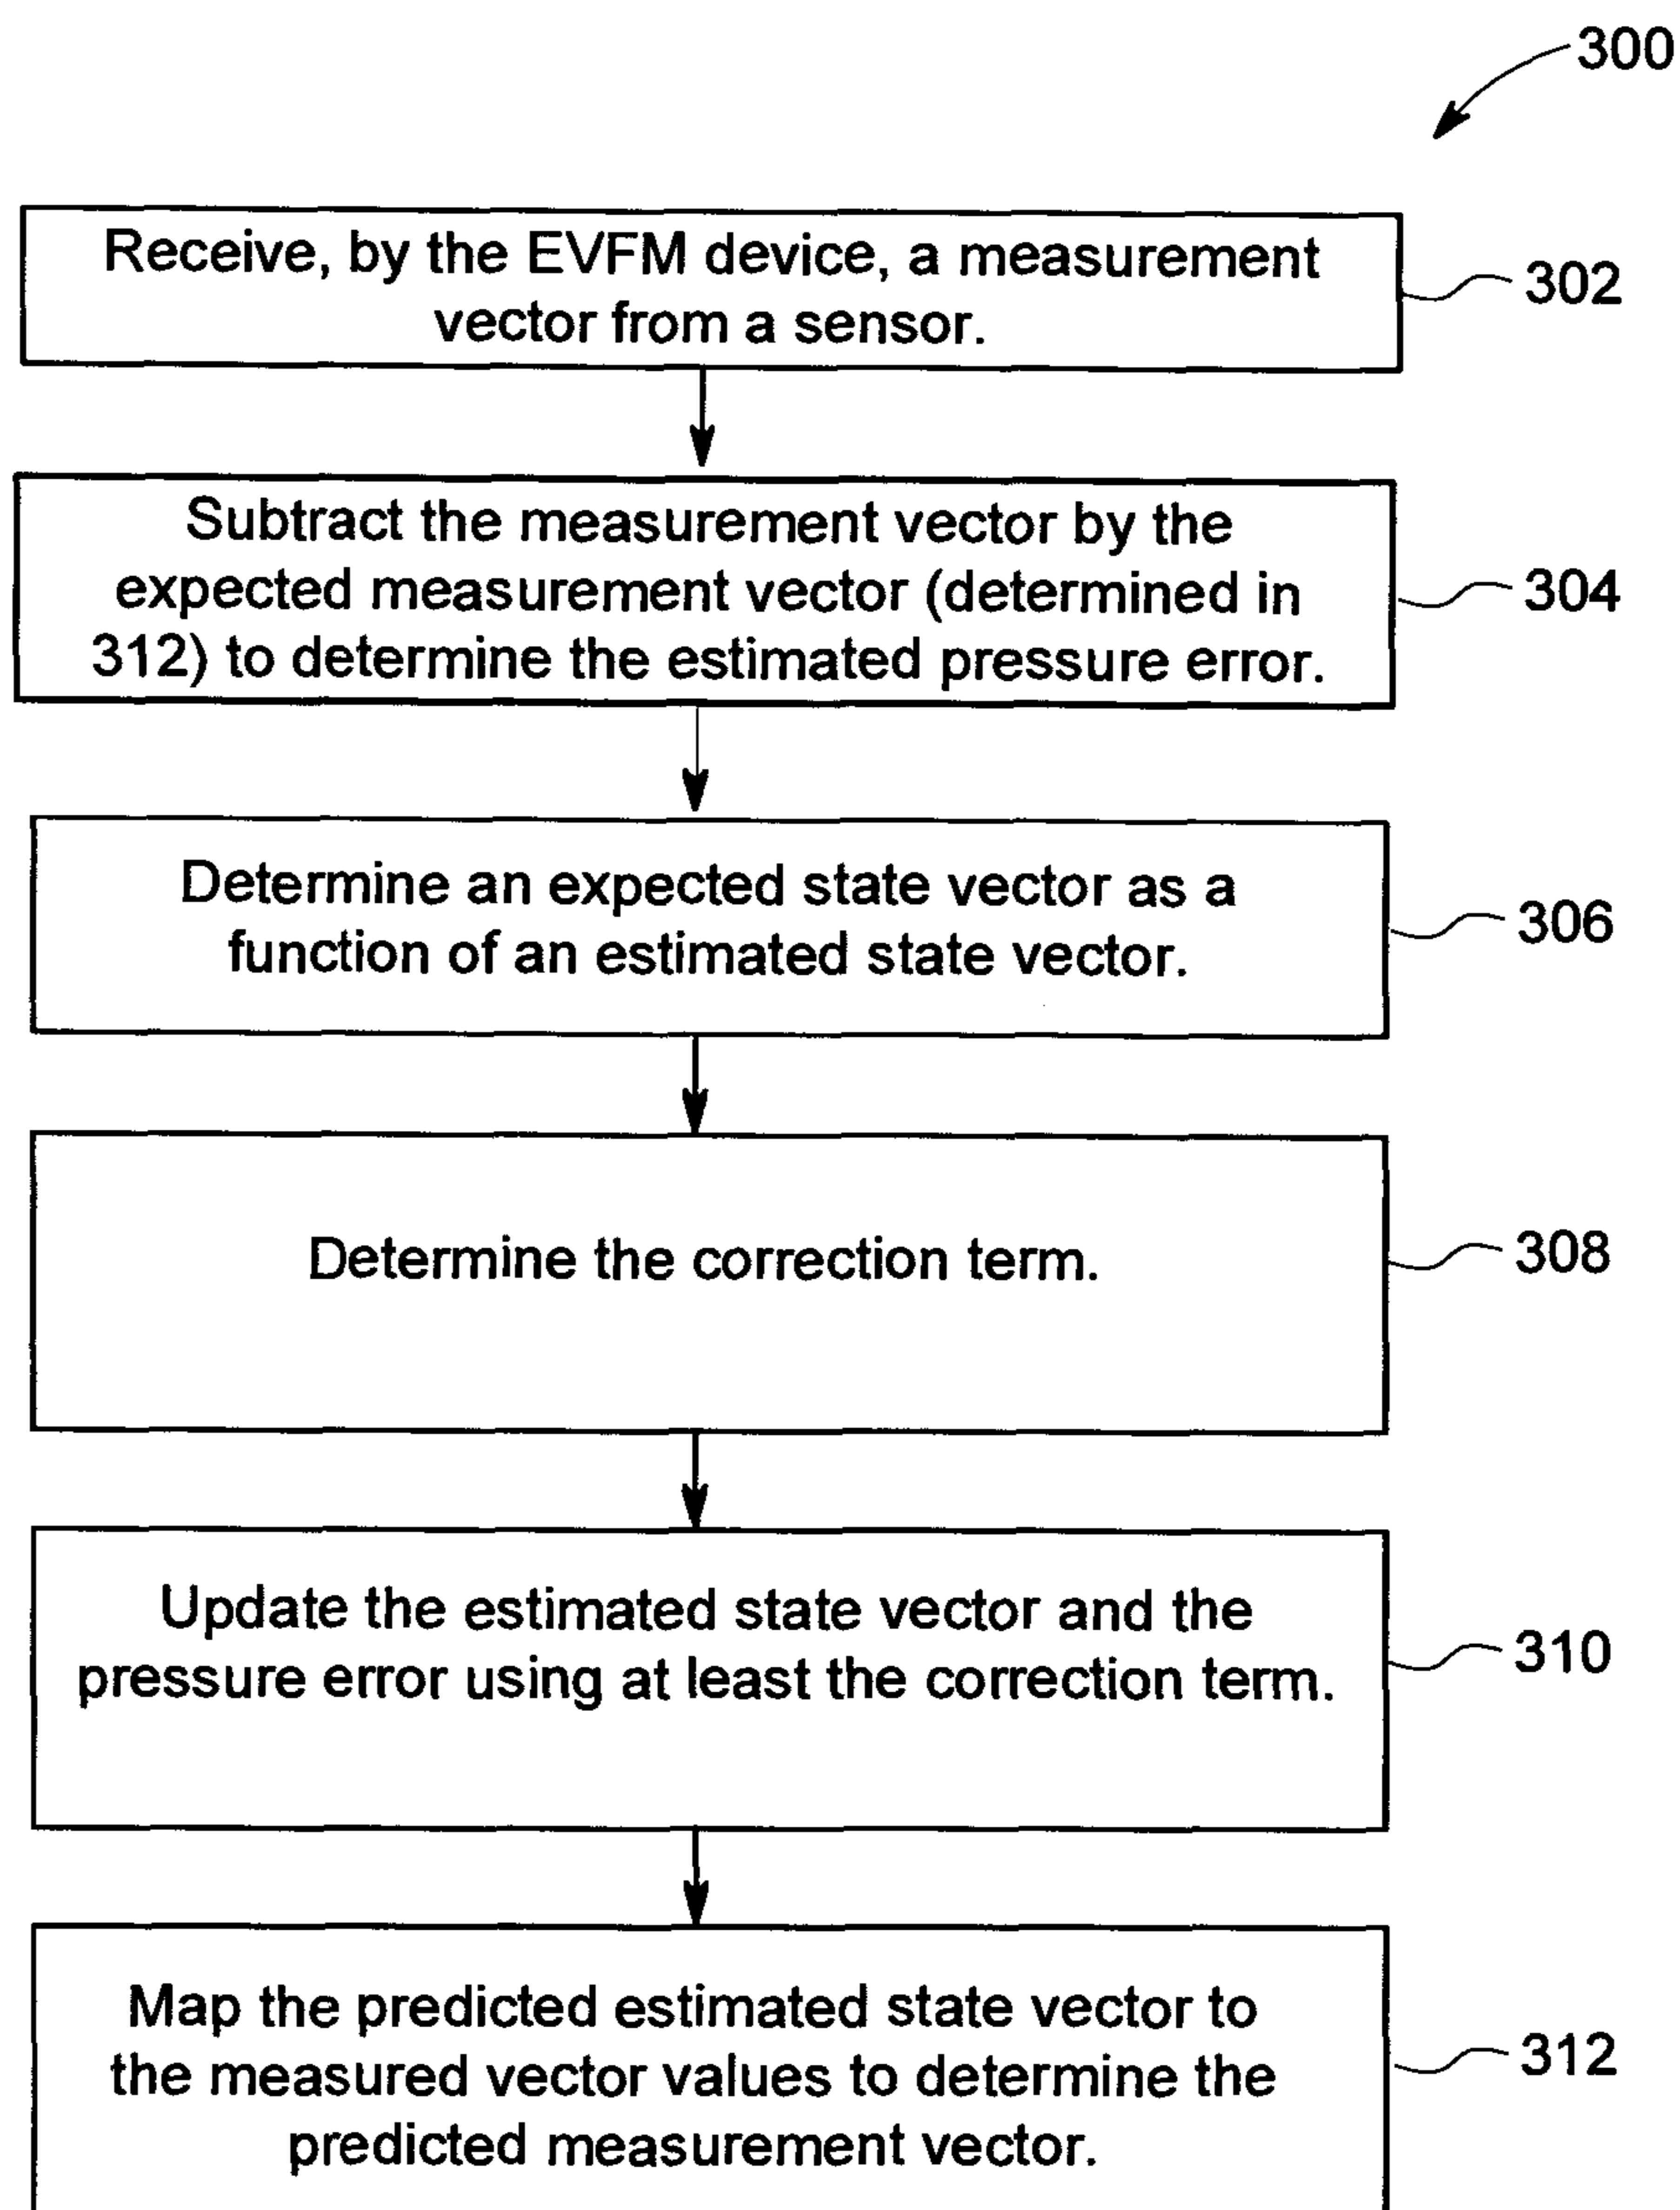 300
Receive, by the EVFM device, a measurement
vector from a sensor.
302
Subtract the measurement vector by the
expected measurement vector (determined in
312) to determine the estimated pressure error.
304
Determine an expected state vector as a
function of an estimated state vector.
306
Determine the correction term.
308
Update the estimated state vector and the
pressure error using at least the correction term.
310
Map the predicted estimated state vector to
the measured vector values to determine the
predicted measurement vector.
312